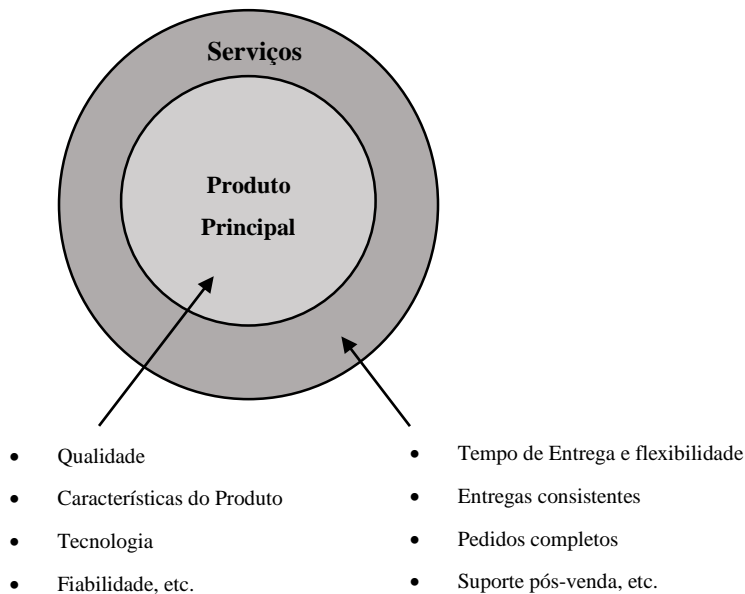 Serviços
Produto
Principal
• Qualidade
• Características do Produto
• Tecnologia
• Fiabilidade, etc.
• Tempo de Entrega e flexibilidade
• Entregas consistentes
• Pedidos completos
• Suporte pós-venda, etc.